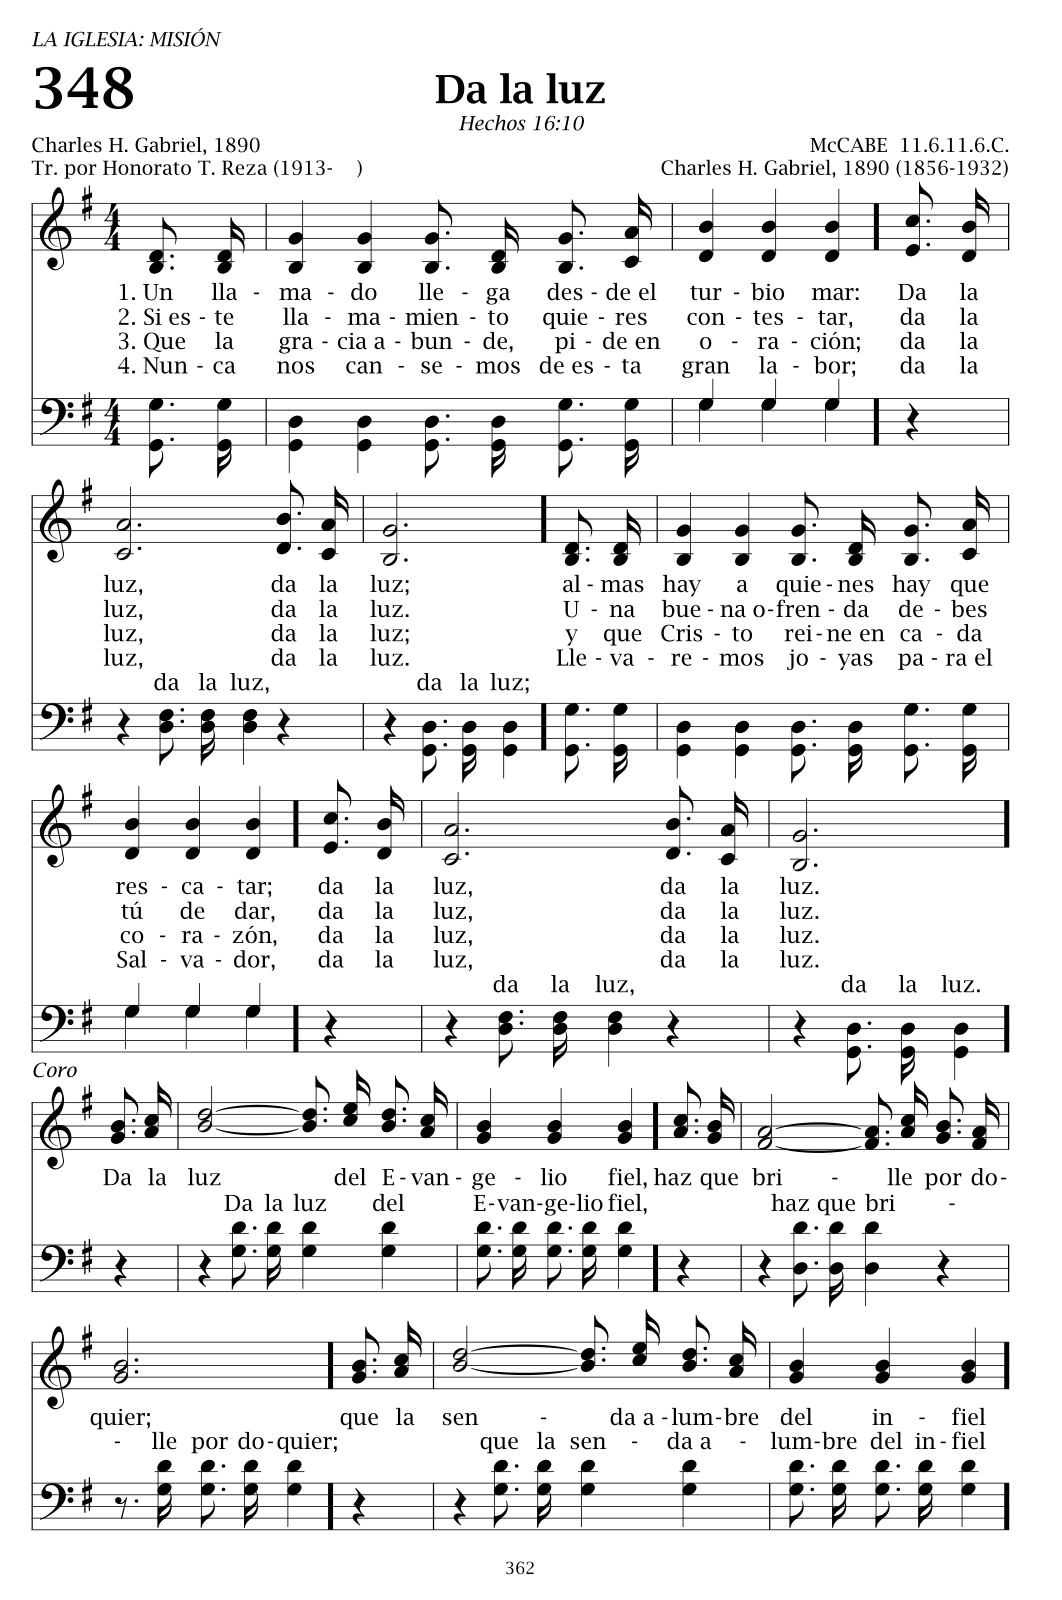 LA IGLESIA: MISIÓN
348
Da la luz
Hechos 16:10
Charles H. Gabriel, 1890
McCABE 11.6.11.6.C.
Tr. por Honorato T. Reza (1913- )
Charles H. Gabriel, 1890 (1856-1932)
1. Un lla - ma - do lle - ga des - de el tur - bio mar: Da la
2. Si es - te lla - ma - mien - to quie - res con - tes - tar, da la
3. Que la gra - cia a - bun - de, pi - de en o - ra - ción; da la
4. Nun - ca nos can - se - mos de es - ta gran la - bor; da la
luz, da la luz; al - mas hay a quie - nes hay que
luz, da la luz. U - na bue - na o - fren - da de - bes
luz, da la luz; y que Cris - to rei - ne en ca - da
luz, da la luz. Lle - va - re - mos jo - yas pa - ra el
da la luz, da la luz;
res - ca - tar; da la luz, da la luz.
tú de dar, da la luz, da la luz.
co - ra - zón, da la luz, da la luz.
Sal - va - dor, da la luz, da la luz.
da la luz, da la luz.
Coro
Da la luz del E - van - ge - lio fiel, haz que bri - lle por do -
Da la luz del E - van - ge - lio fiel, haz que bri -
quier; que la sen - da a - lum - bre del in - fiel
- lle por do - quier; que la sen - da a - lum - bre del in - fiel
362